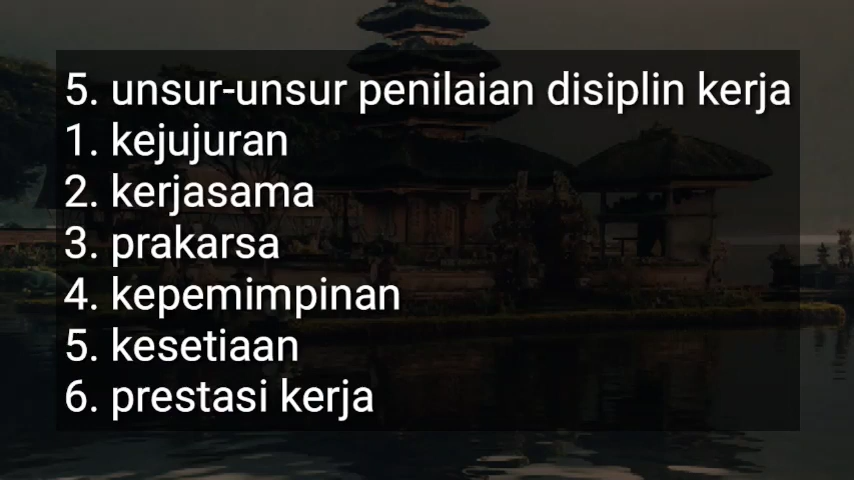 5. unsur-unsur penilaian disiplin kerja
1. kejujuran
2. kerjasama
3. prakarsa
4. kepemimpinan
5. kesetiaan
6. prestasi kerja